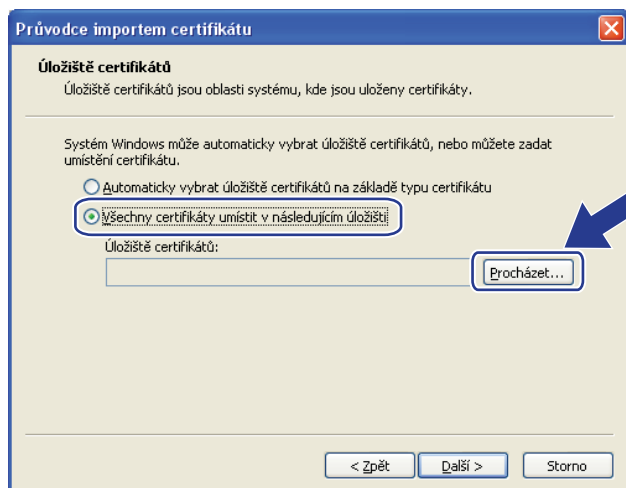 Průvodce importem certifikátu
Úložiště certifikátů
Úložiště certifikátů jsou oblasti systému, kde jsou uloženy certifikáty.
Systém Windows může automaticky vybrat úložiště certifikátů, nebo můžete zadat
umístění certifikátu.
Automaticky vybrat úložiště certifikátů na základě typu certifikátu
Všechny certifikáty umístit v následujícím úložišti
Úložiště certifikátů:
Procházet...
< Zpět
Další >
Storno